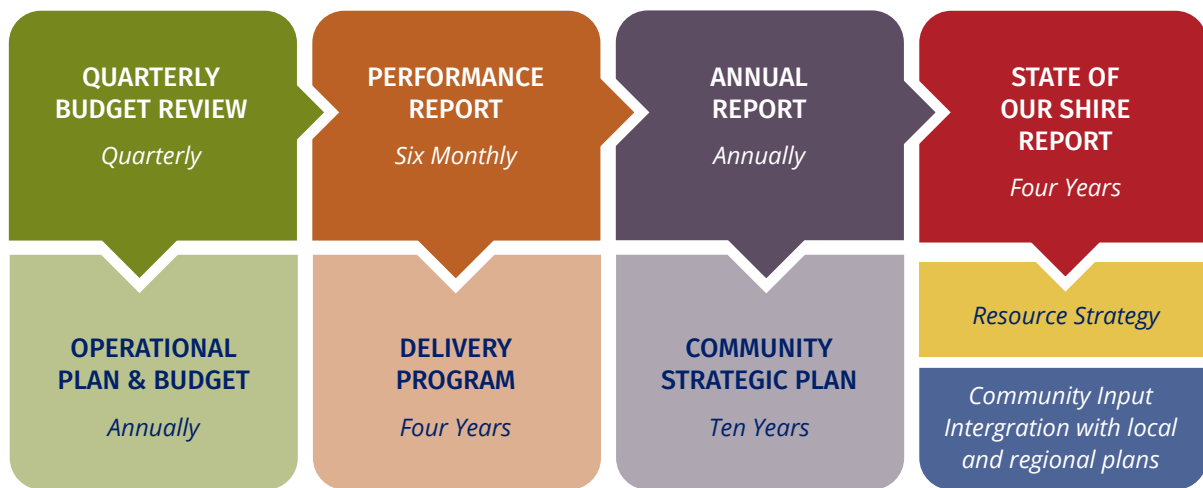 QUARTERLY
BUDGET REVIEW
Quarterly
PERFORMANCE
REPORT
Six Monthly
ANNUAL
REPORT
Annually
STATE OF
OUR SHIRE
REPORT
Four Years
OPERATIONAL
PLAN & BUDGET
Annually
DELIVERY
PROGRAM
Four Years
COMMUNITY
STRATEGIC PLAN
Ten Years
Resource Strategy
Community Input
Intergration with local
and regional plans